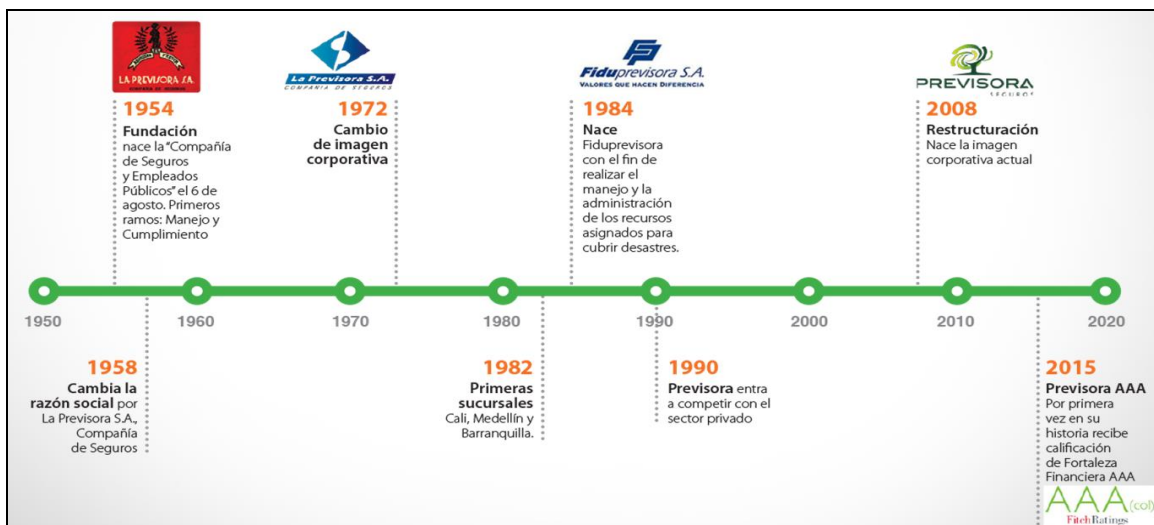 LA PREVISORA S.A.
1954
Fundación
nace la "Compañía
de Seguros
y Empleados
Públicos" el 6 de
agosto. Primeros
ramos: Manejo y
Cumplimiento
La Previsora S.A.
COMPAÑÍA DE SEGUROS
1972
Cambio
de imagen
corporativa
Fiduprevisora S.A.
VALORES QUE HACEN DIFERENCIA
1984
Nace
Fiduprevisora
con el fin de
realizar el
manejo y la
administración
de los recursos
asignados para
cubrir desastres.
PREVISORA
SEGUROS
2008
Restructuración
Nace la imagen
corporativa actual
1950
1960
1970
1980
1990
2000
2010
2020
1958
Cambia la
razón social por
La Previsora S.A.,
Compañía
de Seguros
1982
Primeras
sucursales
Cali, Medellín y
Barranquilla.
1990
Previsora entra
a competir con el
sector privado
2015
Previsora AAA
Por primera
vez en su
historia recibe
calificación
de Fortaleza
Financiera AAA
AAA(col)
FitchRatings